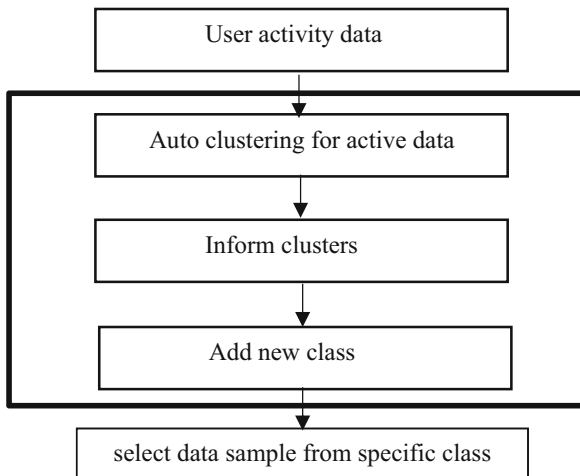 User activity data
Auto clustering for active data
Inform clusters
Add new class
select data sample from specific class